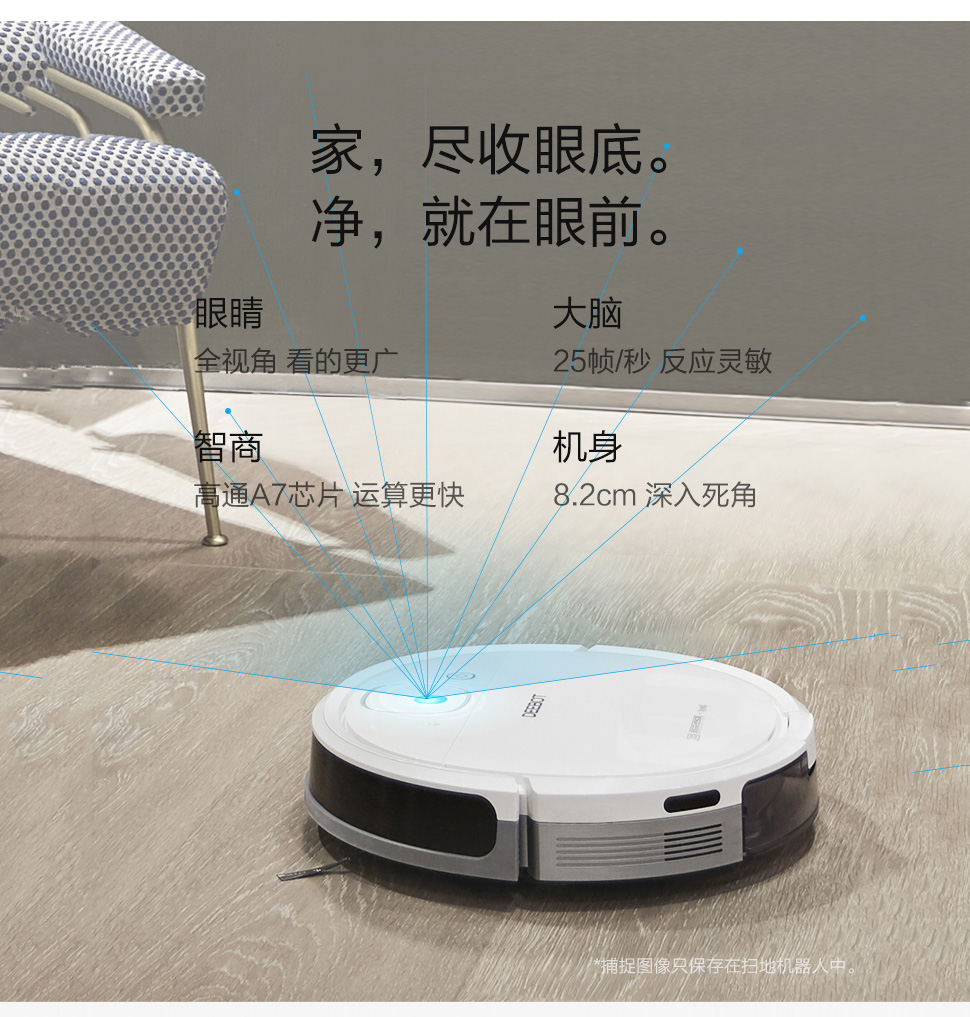 家，尽收眼底。
净，就在眼前。
眼睛
全视角 看的更广
大脑
25帧/秒 反应灵敏
智商
高通A7芯片 运算更快
机身
8.2cm 深入死角
DEEBOT
*捕捉图像只保存在扫地机器人中。